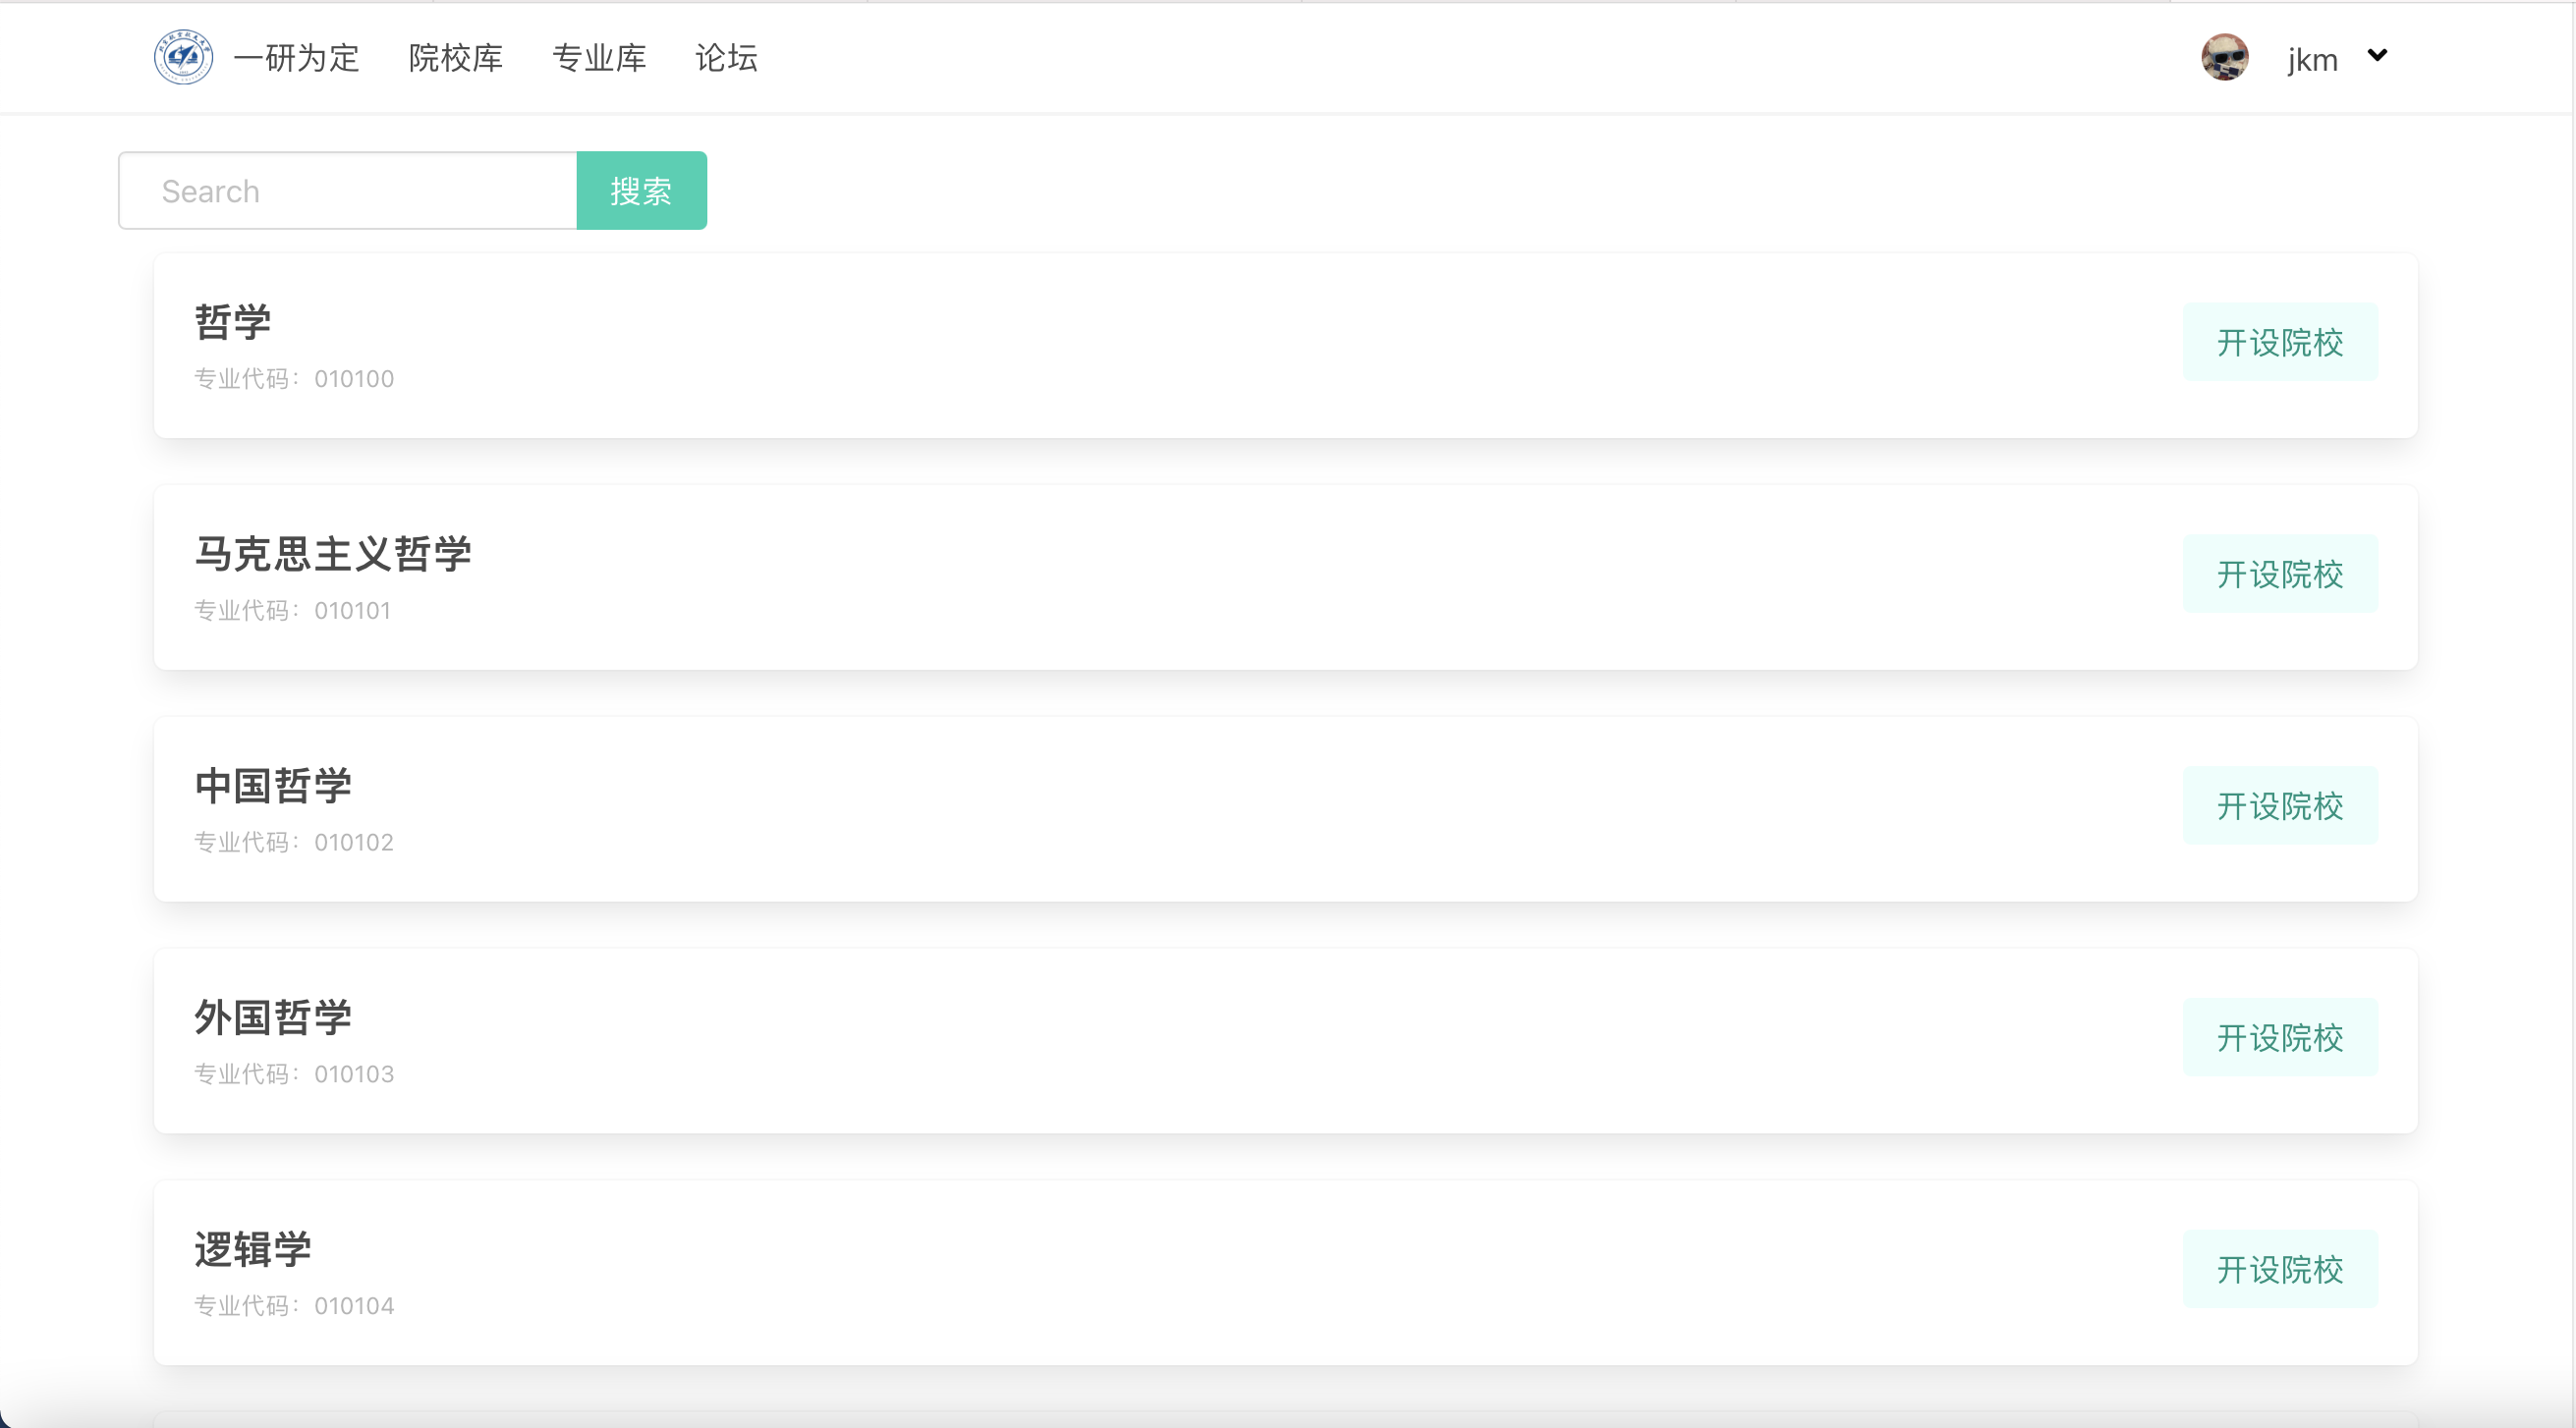 一研为定 院校库 专业库 论坛 jkm
Search 搜索
哲学
专业代码：010100
开设院校
马克思主义哲学
专业代码：010101
开设院校
中国哲学
专业代码：010102
开设院校
外国哲学
专业代码：010103
开设院校
逻辑学
专业代码：010104
开设院校